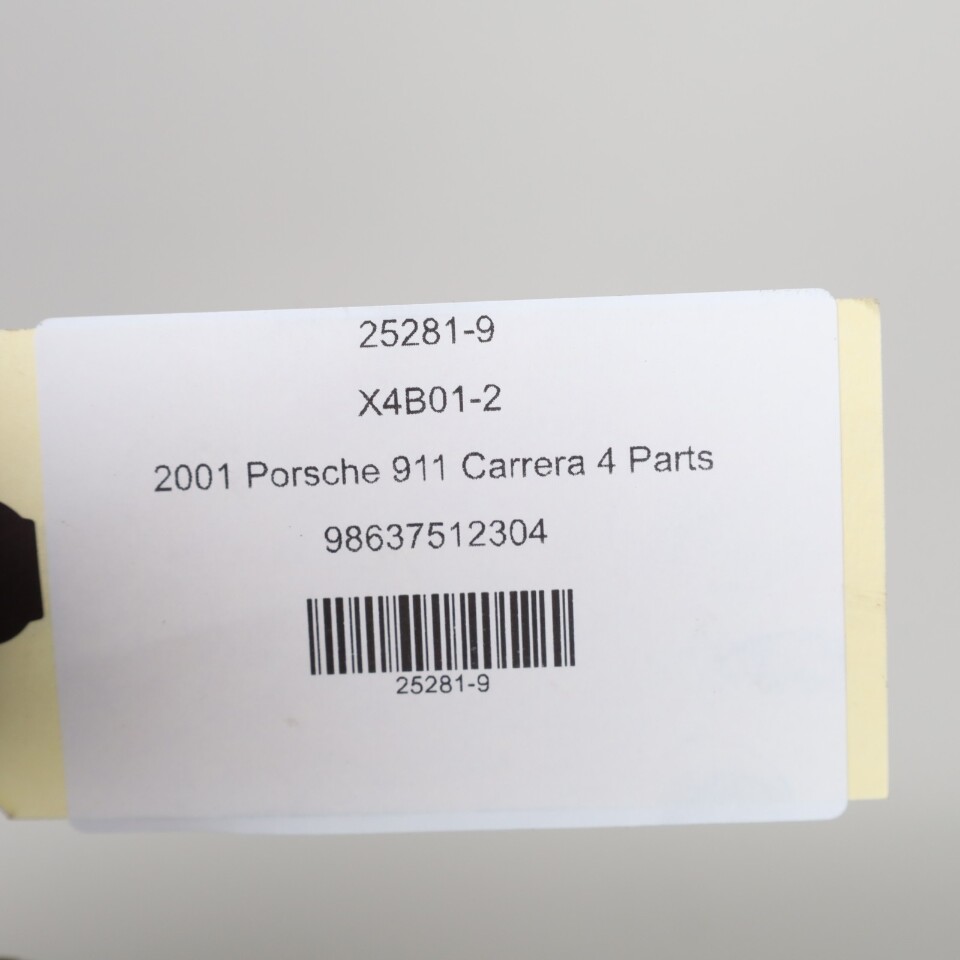 25281-9
X4B01-2
2001 Porsche 911 Carrera 4 Parts
98637512304
25281-9